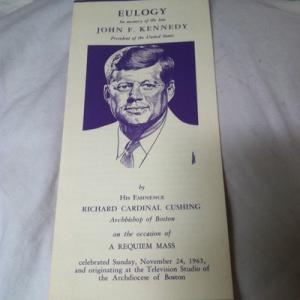 EULOGY
In memory of the late
JOHN F. KENNEDY
President of the United States
by
HIS EMINENCE
RICHARD CARDINAL CUSHING
Archbishop of Boston
on the occasion of
A REQUIEM MASS
celebrated Sunday, November 24, 1963,
and originating at the Television Studio of
the Archdiocese of Boston